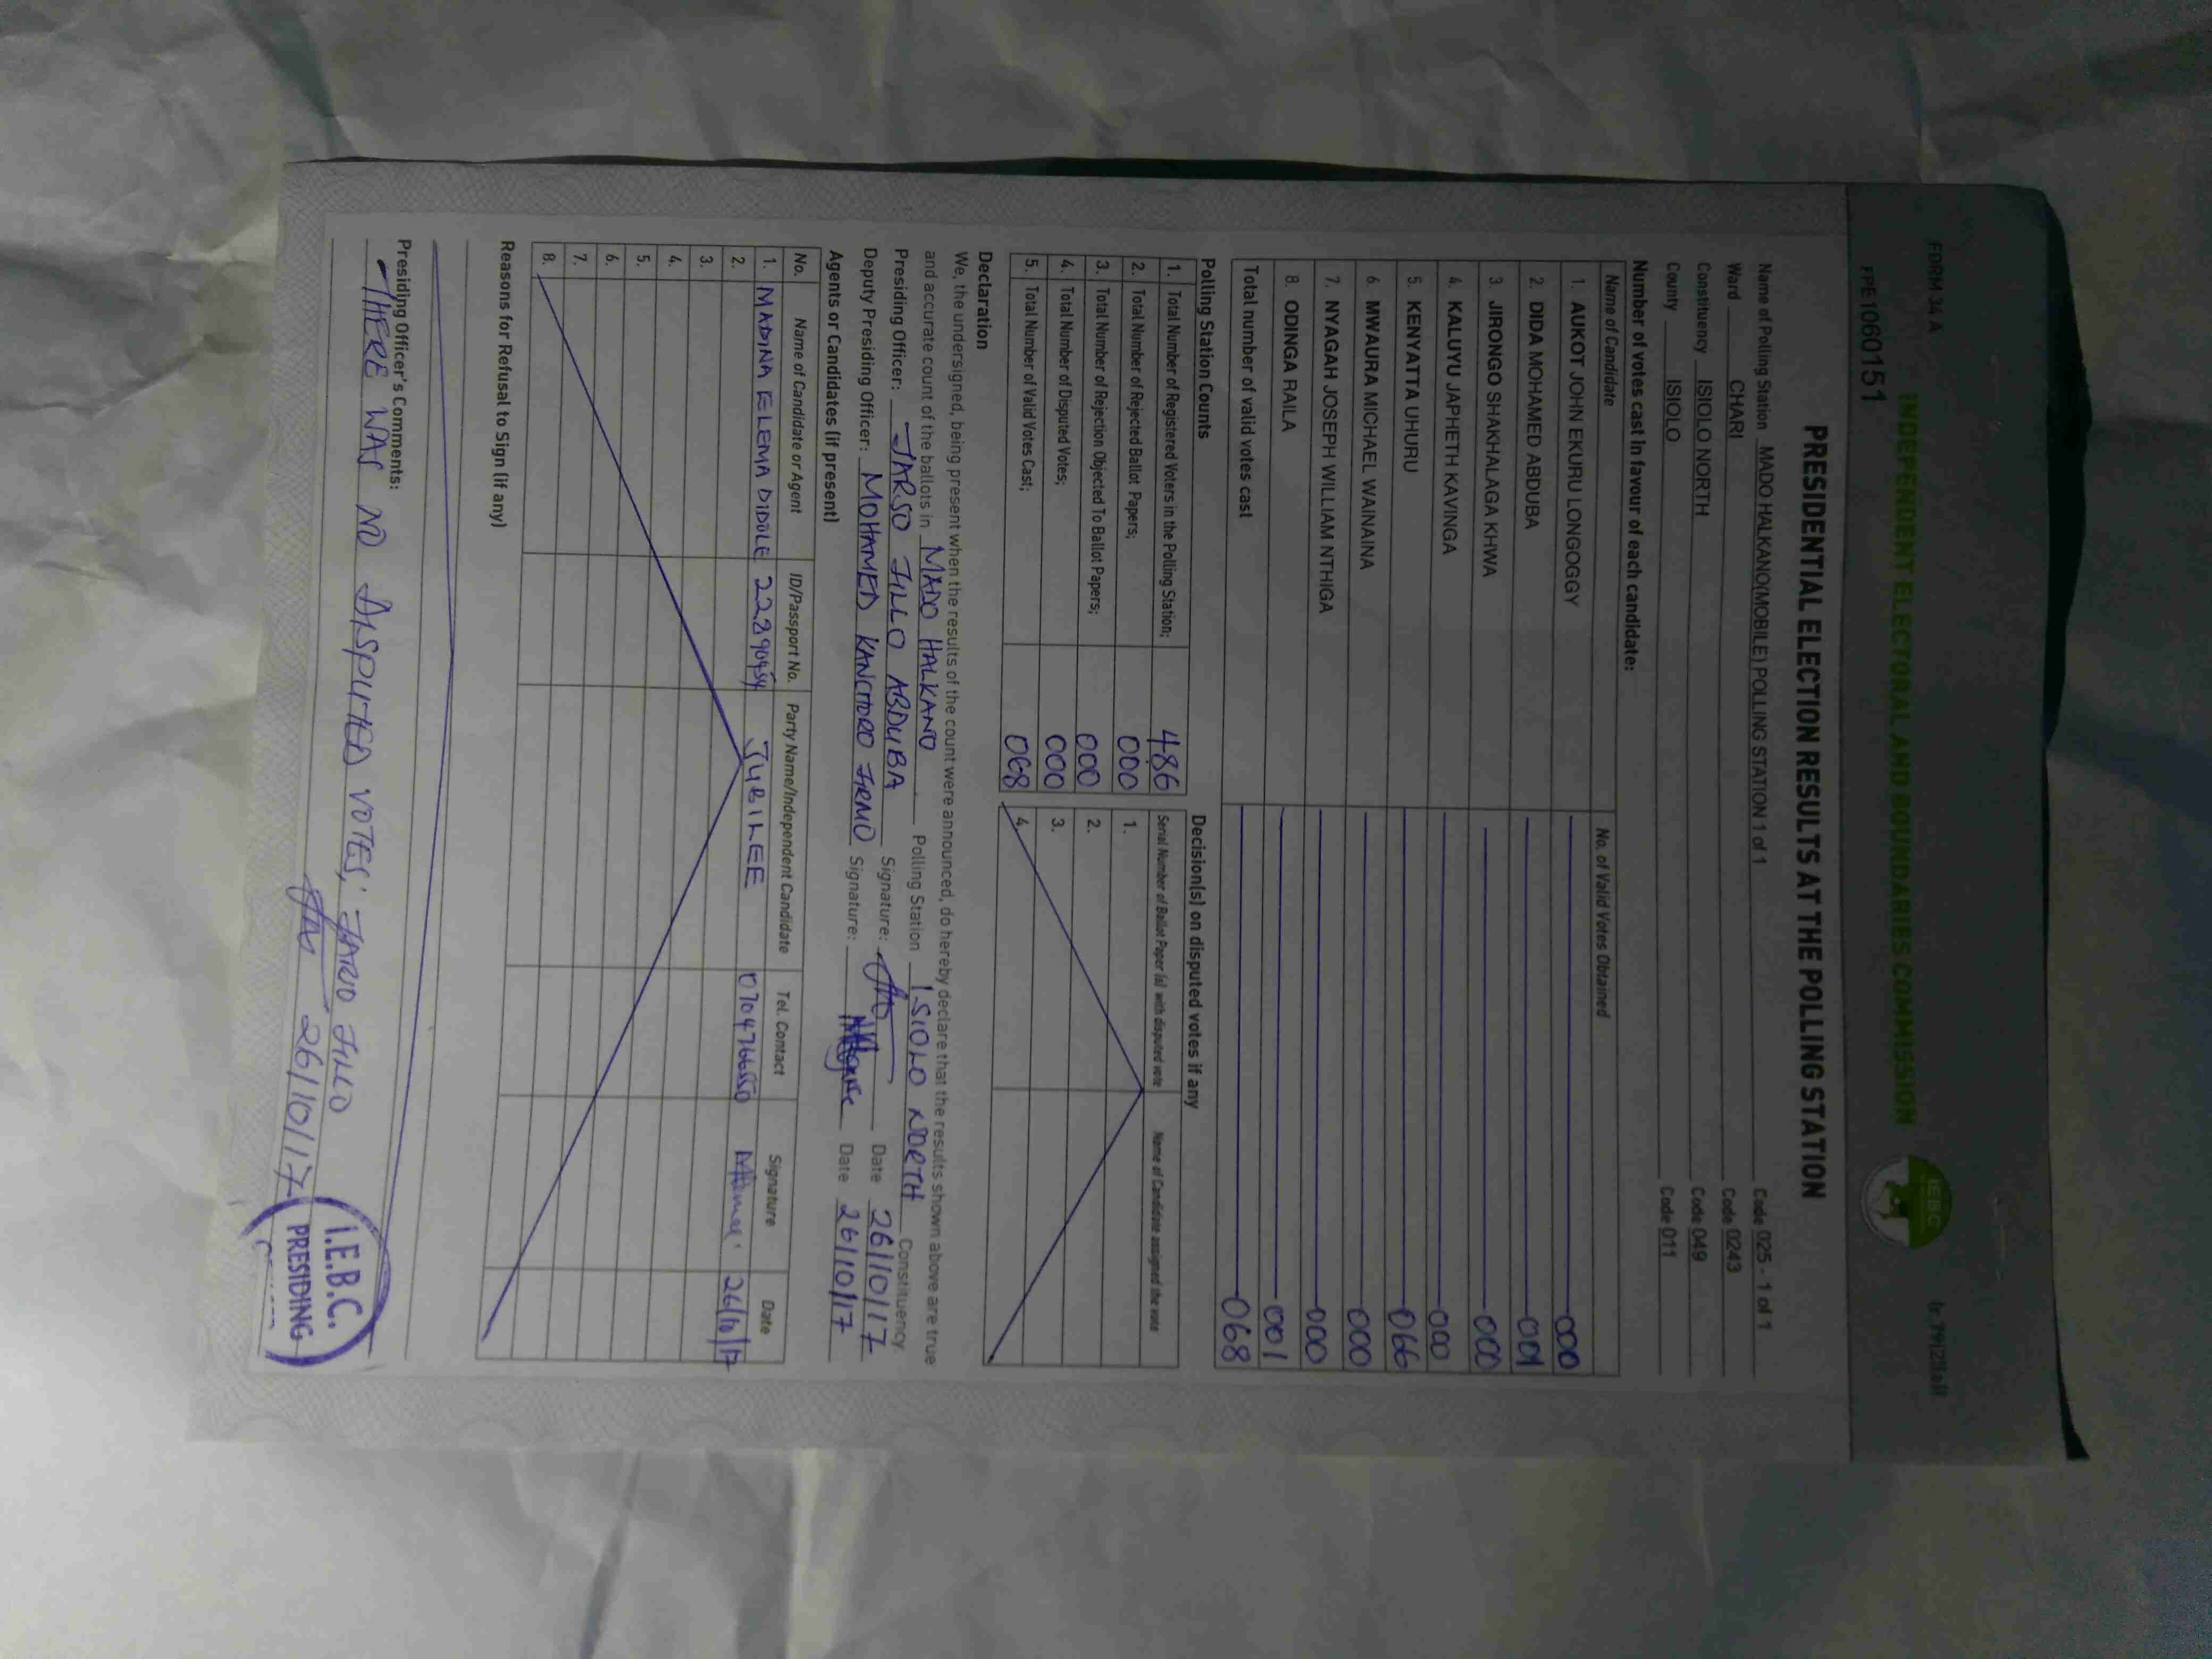 FORM 34 A
INDEPENDENT ELECTORAL AND BOUNDARIES COMMISSION
IEBC
FPE1060151
PRESIDENTIAL ELECTION RESULTS AT THE POLLING STATION
Name of Polling Station MADO HALKANO(MOBILE) POLLING STATION 1 of 1 Code 025 - 1 of 1
Ward CHARI Code 0243
Constituency ISIOLO NORTH Code 049
County ISIOLO Code 011
Number of votes cast in favour of each candidate:
Name of Candidate No. of Valid Votes Obtained
1. AUKOT JOHN EKURU LONGOGGY 000
2. DIDA MOHAMED ABDUBA 001
3. JIRONGO SHAKHALAGA KHWA 000
4. KALUYU JAPHETH KAVINGA 000
5. KENYATTA UHURU 066
6 MWAURA MICHAEL WAINAINA 000
7. NYAGAH JOSEPH WILLIAM NTHIGA 000
8. ODINGA RAILA 001
Total number of valid votes cast 068
Polling Station Counts
1. Total Number of Registered Voters in the Polling Station; 486
2. Total Number of Rejected Ballot Papers; 000
3. Total Number of Rejection Objected To Ballot Papers; 000
4. Total Number of Disputed Votes; 000
5. Total Number of Valid Votes Cast; 068
Decision(s) on disputed votes if any
Serial Number of Ballot Paper (s) with disputed vote Name of Candidate assigned the vote
1.
2.
3.
4.
Declaration
We, the undersigned, being present when the results of the count were announced, do hereby declare that the results shown above are true
and accurate count of the ballots in MADO HALKANO Polling Station ISIOLO NORTH Constituency
Presiding Officer: JARSO JILLO ABDUBA Signature: Date 26/10/17
Deputy Presiding Officer: MOHAMED KANCHORO Signature: Date 26/10/17
Agents or Candidates (if present)
No. Name of Candidate or Agent ID/Passport No. Party Name/Independent Candidate Tel. Contact Signature Date
1. MADINA ELEMA DIDOLE JUBILEE 26/10/17
2.
3.
4.
5.
6.
7.
8.
Reasons for Refusal to Sign (if any)
Presiding Officer's Comments:
- THERE WAS NO DISPUTED VOTES; JARSO JILLO
26/10/17
I.E.B.C.
PRESIDING